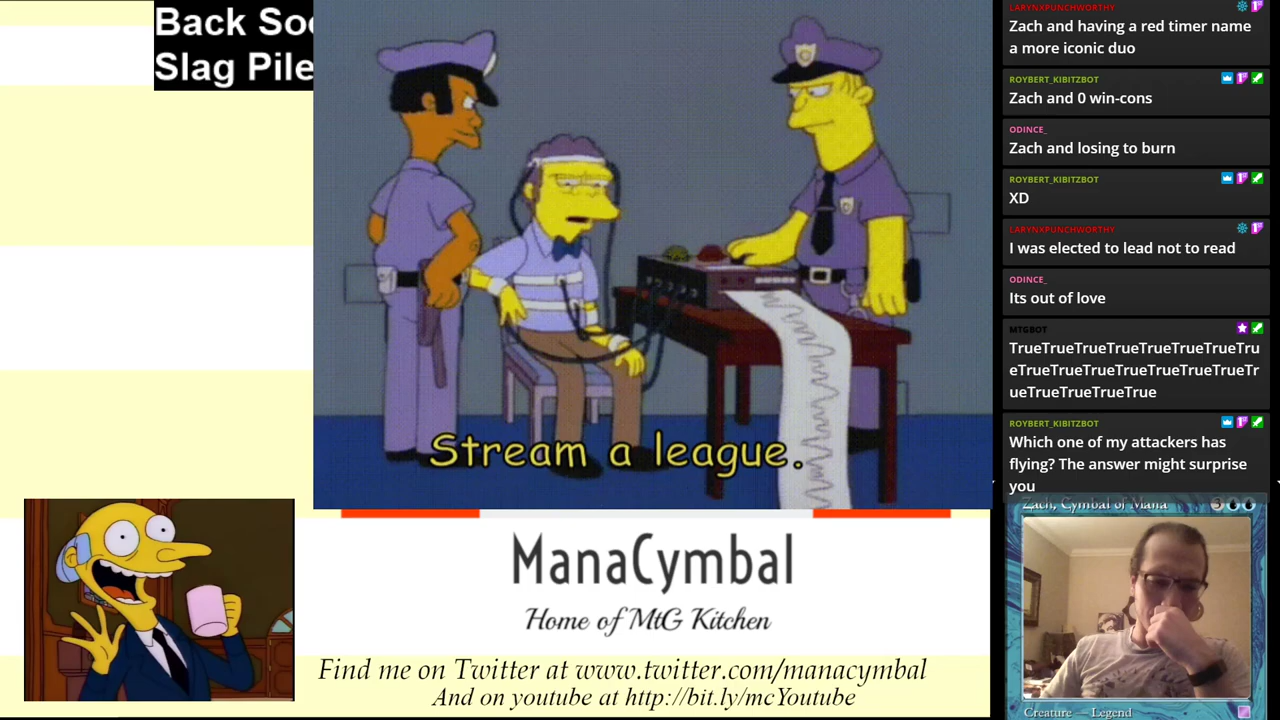 Back Soo
Slag Pile
Stream a league.
ManaCymbal
Home of MtG Kitchen
Find me on Twitter at www.twitter.com/manacymbal
And on youtube at http://bit.ly/mcYoutube
LARYNXPUNCHWORTHY
Zach and having a red timer name
a more iconic duo
ROYBERT_KIBITZBOT
Zach and 0 win-cons
ODINCE_
Zach and losing to burn
ROYBERT_KIBITZBOT
XD
LARYNXPUNCHWORTHY
I was elected to lead not to read
ODINCE_
Its out of love
MTGBOT
TrueTrueTrueTrueTrueTrueTrueTru
eTrueTrueTrueTrueTrueTrueTrueTr
ueTrueTrueTrueTrue
ROYBERT_KIBITZBOT
Which one of my attackers has
flying? The answer might surprise
you
Zach, Cymbal of Mana
Creature — Legend